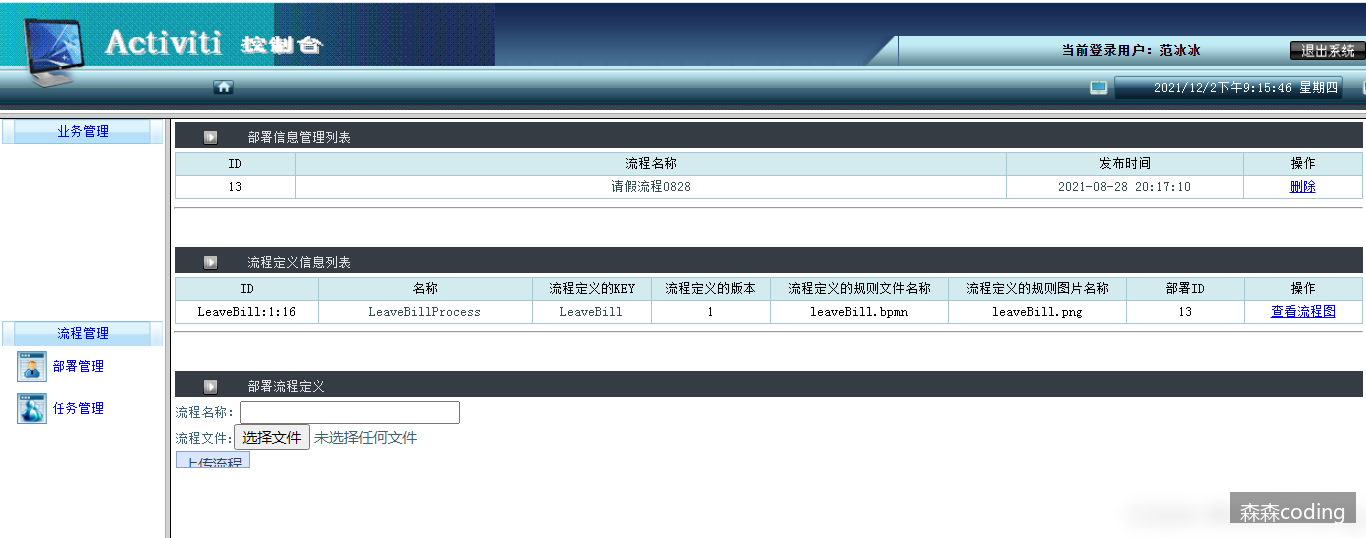 Activiti 控制台
当前登录用户：范冰冰 退出系统
2021/12/2下午9:15:46 星期四
业务管理
流程管理
部署管理
任务管理
部署信息管理列表
ID 流程名称 发布时间 操作
13 请假流程0828 2021-08-28 20:17:10 删除
流程定义信息列表
ID 名称 流程定义的KEY 流程定义的版本 流程定义的规则文件名称 流程定义的规则图片名称 部署ID 操作
LeaveBill:1:16 LeaveBillProcess LeaveBill 1 leaveBill.bpmn leaveBill.png 13 查看流程图
部署流程定义
流程名称：
流程文件: 选择文件 未选择任何文件
上传流程
森森coding